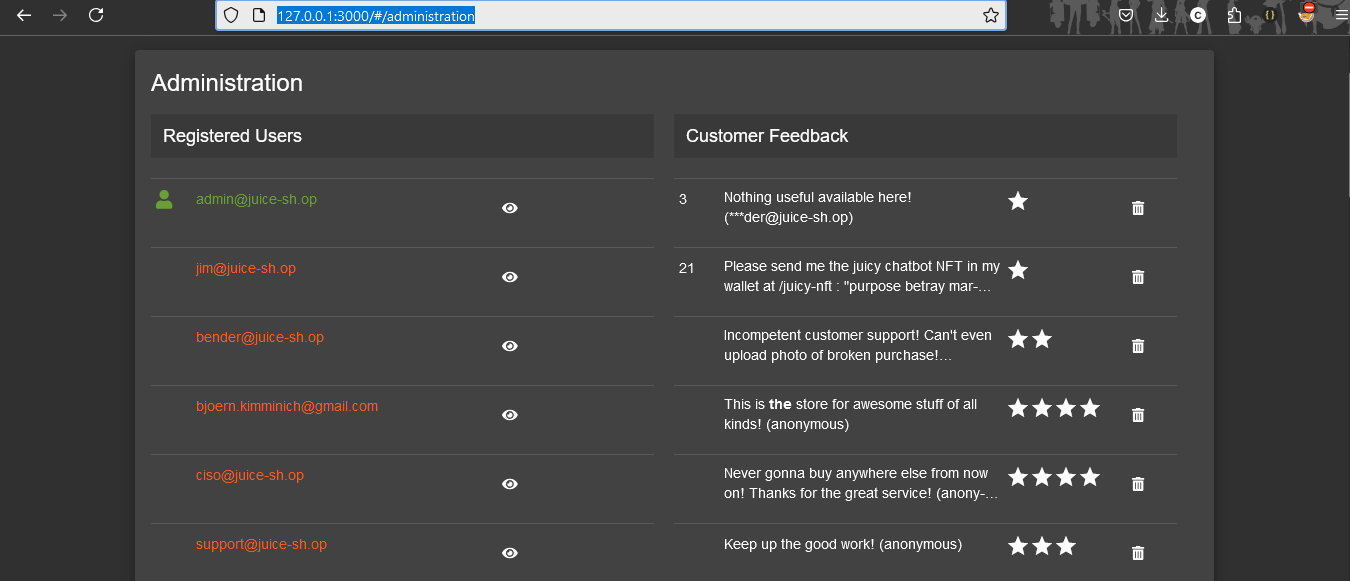 127.0.0.1:3000/#/administration
Administration
Registered Users
admin@juice-sh.op
jim@juice-sh.op
bender@juice-sh.op
bjoern.kimminich@gmail.com
ciso@juice-sh.op
support@juice-sh.op
Customer Feedback
3
Nothing useful available here!
(***der@juice-sh.op)
21
Please send me the juicy chatbot NFT in my
wallet at /juicy-nft : "purpose betray mar-...
Incompetent customer support! Can't even
upload photo of broken purchase!...
This is the store for awesome stuff of all
kinds! (anonymous)
Never gonna buy anywhere else from now
on! Thanks for the great service! (anony-...
Keep up the good work! (anonymous)